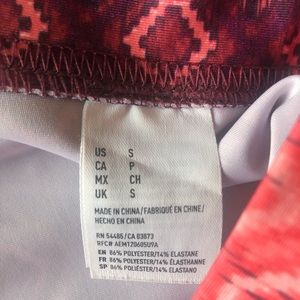 US S
CA P
MX CH
UK S
MADE IN CHINA/FABRIQUÉ EN CHINE/
HECHO EN CHINA
RN 54485/CA 03873
RFC# AEM120605U9A
EN 86% POLYESTER/14% ELASTANE
FR 86% POLYESTER/14% ÉLASTHANNE
SP 86% POLIÉSTER/14% ELASTANO